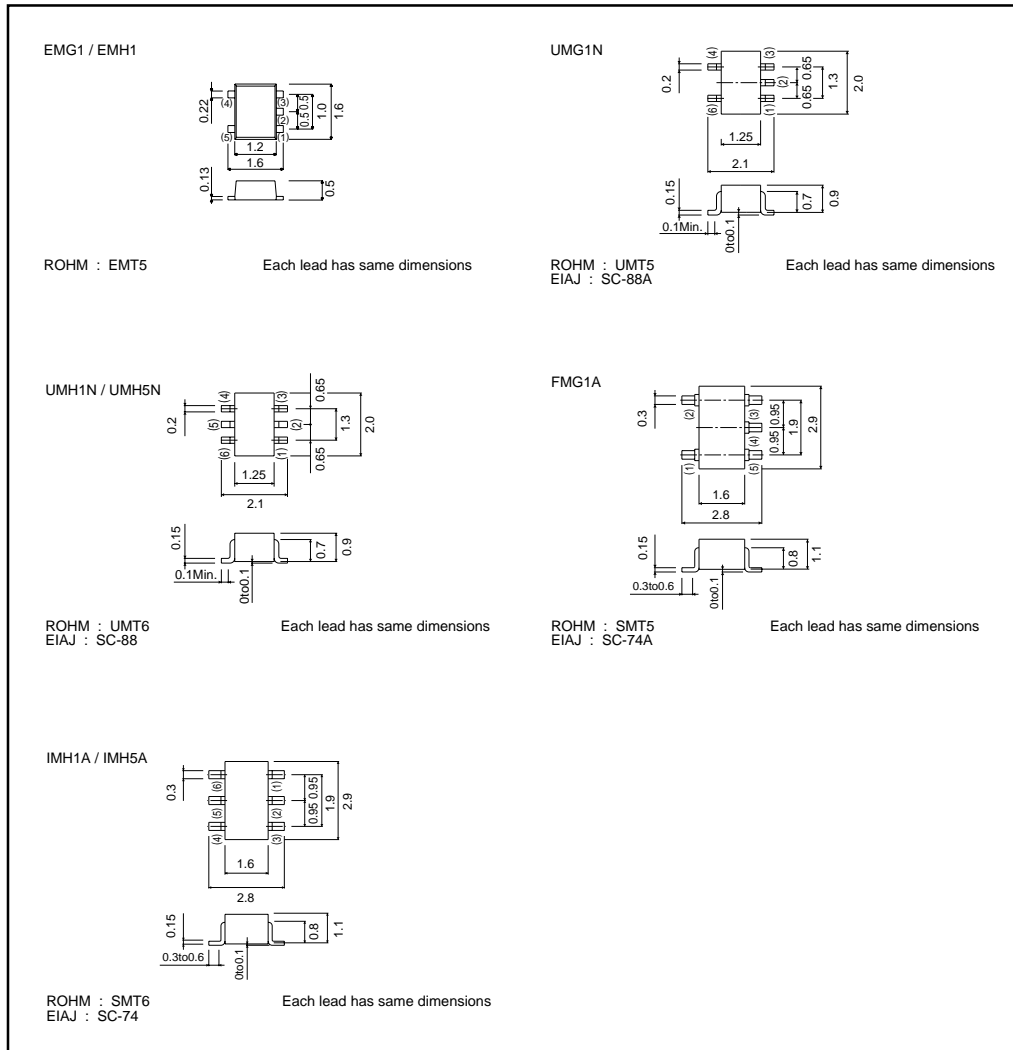 EMG1 / EMH1
0.22
(4)
(3)
(2)
(5)
(1)
0.5 0.5
1.0
1.6
1.2
1.6
0.13
0.5
ROHM : EMT5
Each lead has same dimensions
UMG1N
0.2
(4)
(3)
(2)
(6)
(1)
0.65
0.65
1.3
2.0
1.25
2.1
0.15
0.1Min.
0to0.1
0.7
0.9
ROHM : UMT5
EIAJ : SC-88A
Each lead has same dimensions
UMH1N / UMH5N
0.2
(4)
(3)
(5)
(2)
(6)
(1)
0.65
0.65
1.3
2.0
1.25
2.1
0.15
0.1Min.
0to0.1
0.7
0.9
ROHM : UMT6
EIAJ : SC-88
Each lead has same dimensions
FMG1A
0.3
(2)
(3)
(4)
(1)
(5)
0.95 0.95
1.9
2.9
1.6
2.8
0.15
0.3to0.6
0to0.1
0.8
1.1
ROHM : SMT5
EIAJ : SC-74A
Each lead has same dimensions
IMH1A / IMH5A
0.3
(6)
(1)
(5)
(2)
(4)
(3)
0.95 0.95
1.9
2.9
1.6
2.8
0.15
0.3to0.6
0to0.1
0.8
1.1
ROHM : SMT6
EIAJ : SC-74
Each lead has same dimensions